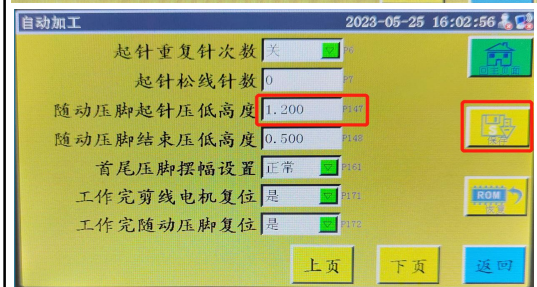 自动加工 2023-05-25 16:02:56
起针重复针次数 关 P6
起针松线针数 0 P7
随动压脚起针压低高度 1.200 P147
随动压脚结束压低高度 0.500 P148
首尾压脚摆幅设置 正常 P161
工作完剪线电机复位 是 P171
工作完随动压脚复位 是 P172
保存
ROM
上页 下页 返回